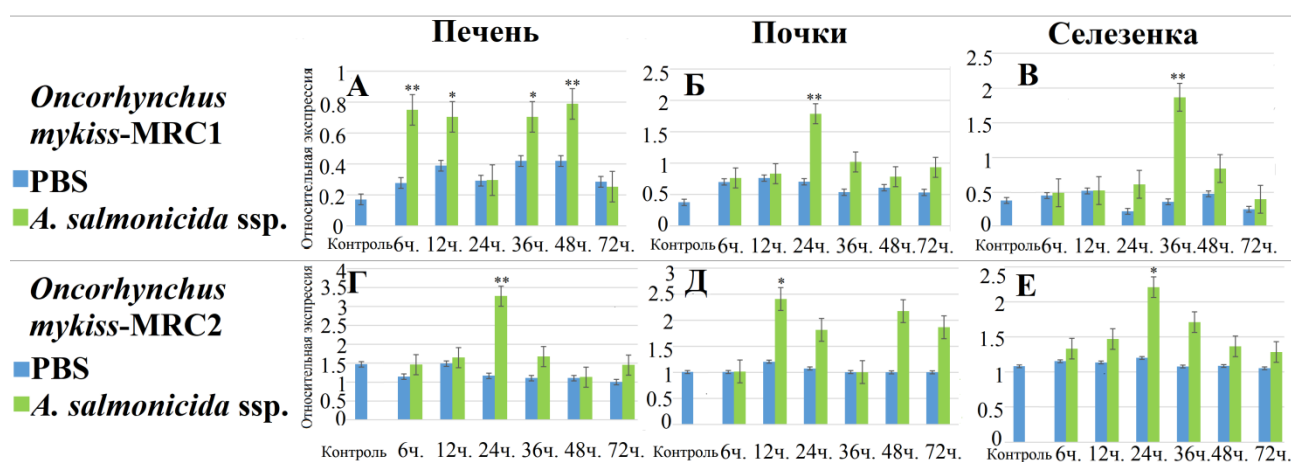 Печень
Почки
Селезенка
Oncorhynchus
mykiss-MRC1
PBS
A. salmonicida ssp.
Относительная экспрессия
А
1
0.8
0.6
0.4
0.2
0
** * * **
Контроль 6ч. 12ч. 24ч. 36ч. 48ч. 72ч.
Б
2.5
2
1.5
1
0.5
0
**
Контроль 6ч. 12ч. 24ч. 36ч. 48ч. 72ч.
В
2.5
2
1.5
1
0.5
0
**
Контроль 6ч. 12ч. 24ч. 36ч. 48ч. 72ч.
Oncorhynchus
mykiss-MRC2
PBS
A. salmonicida ssp.
Относительная экспрессия
Г
4
3.5
3
2.5
2
1.5
1
0.5
0
**
Контроль 6ч. 12ч. 24ч. 36ч. 48ч. 72ч.
Д
3
2.5
2
1.5
1
0.5
0
*
Контроль 6ч. 12ч. 24ч. 36ч. 48ч. 72ч.
Е
2.5
2
1.5
1
0.5
0
*
Контроль 6ч. 12ч. 24ч. 36ч. 48ч. 72ч.